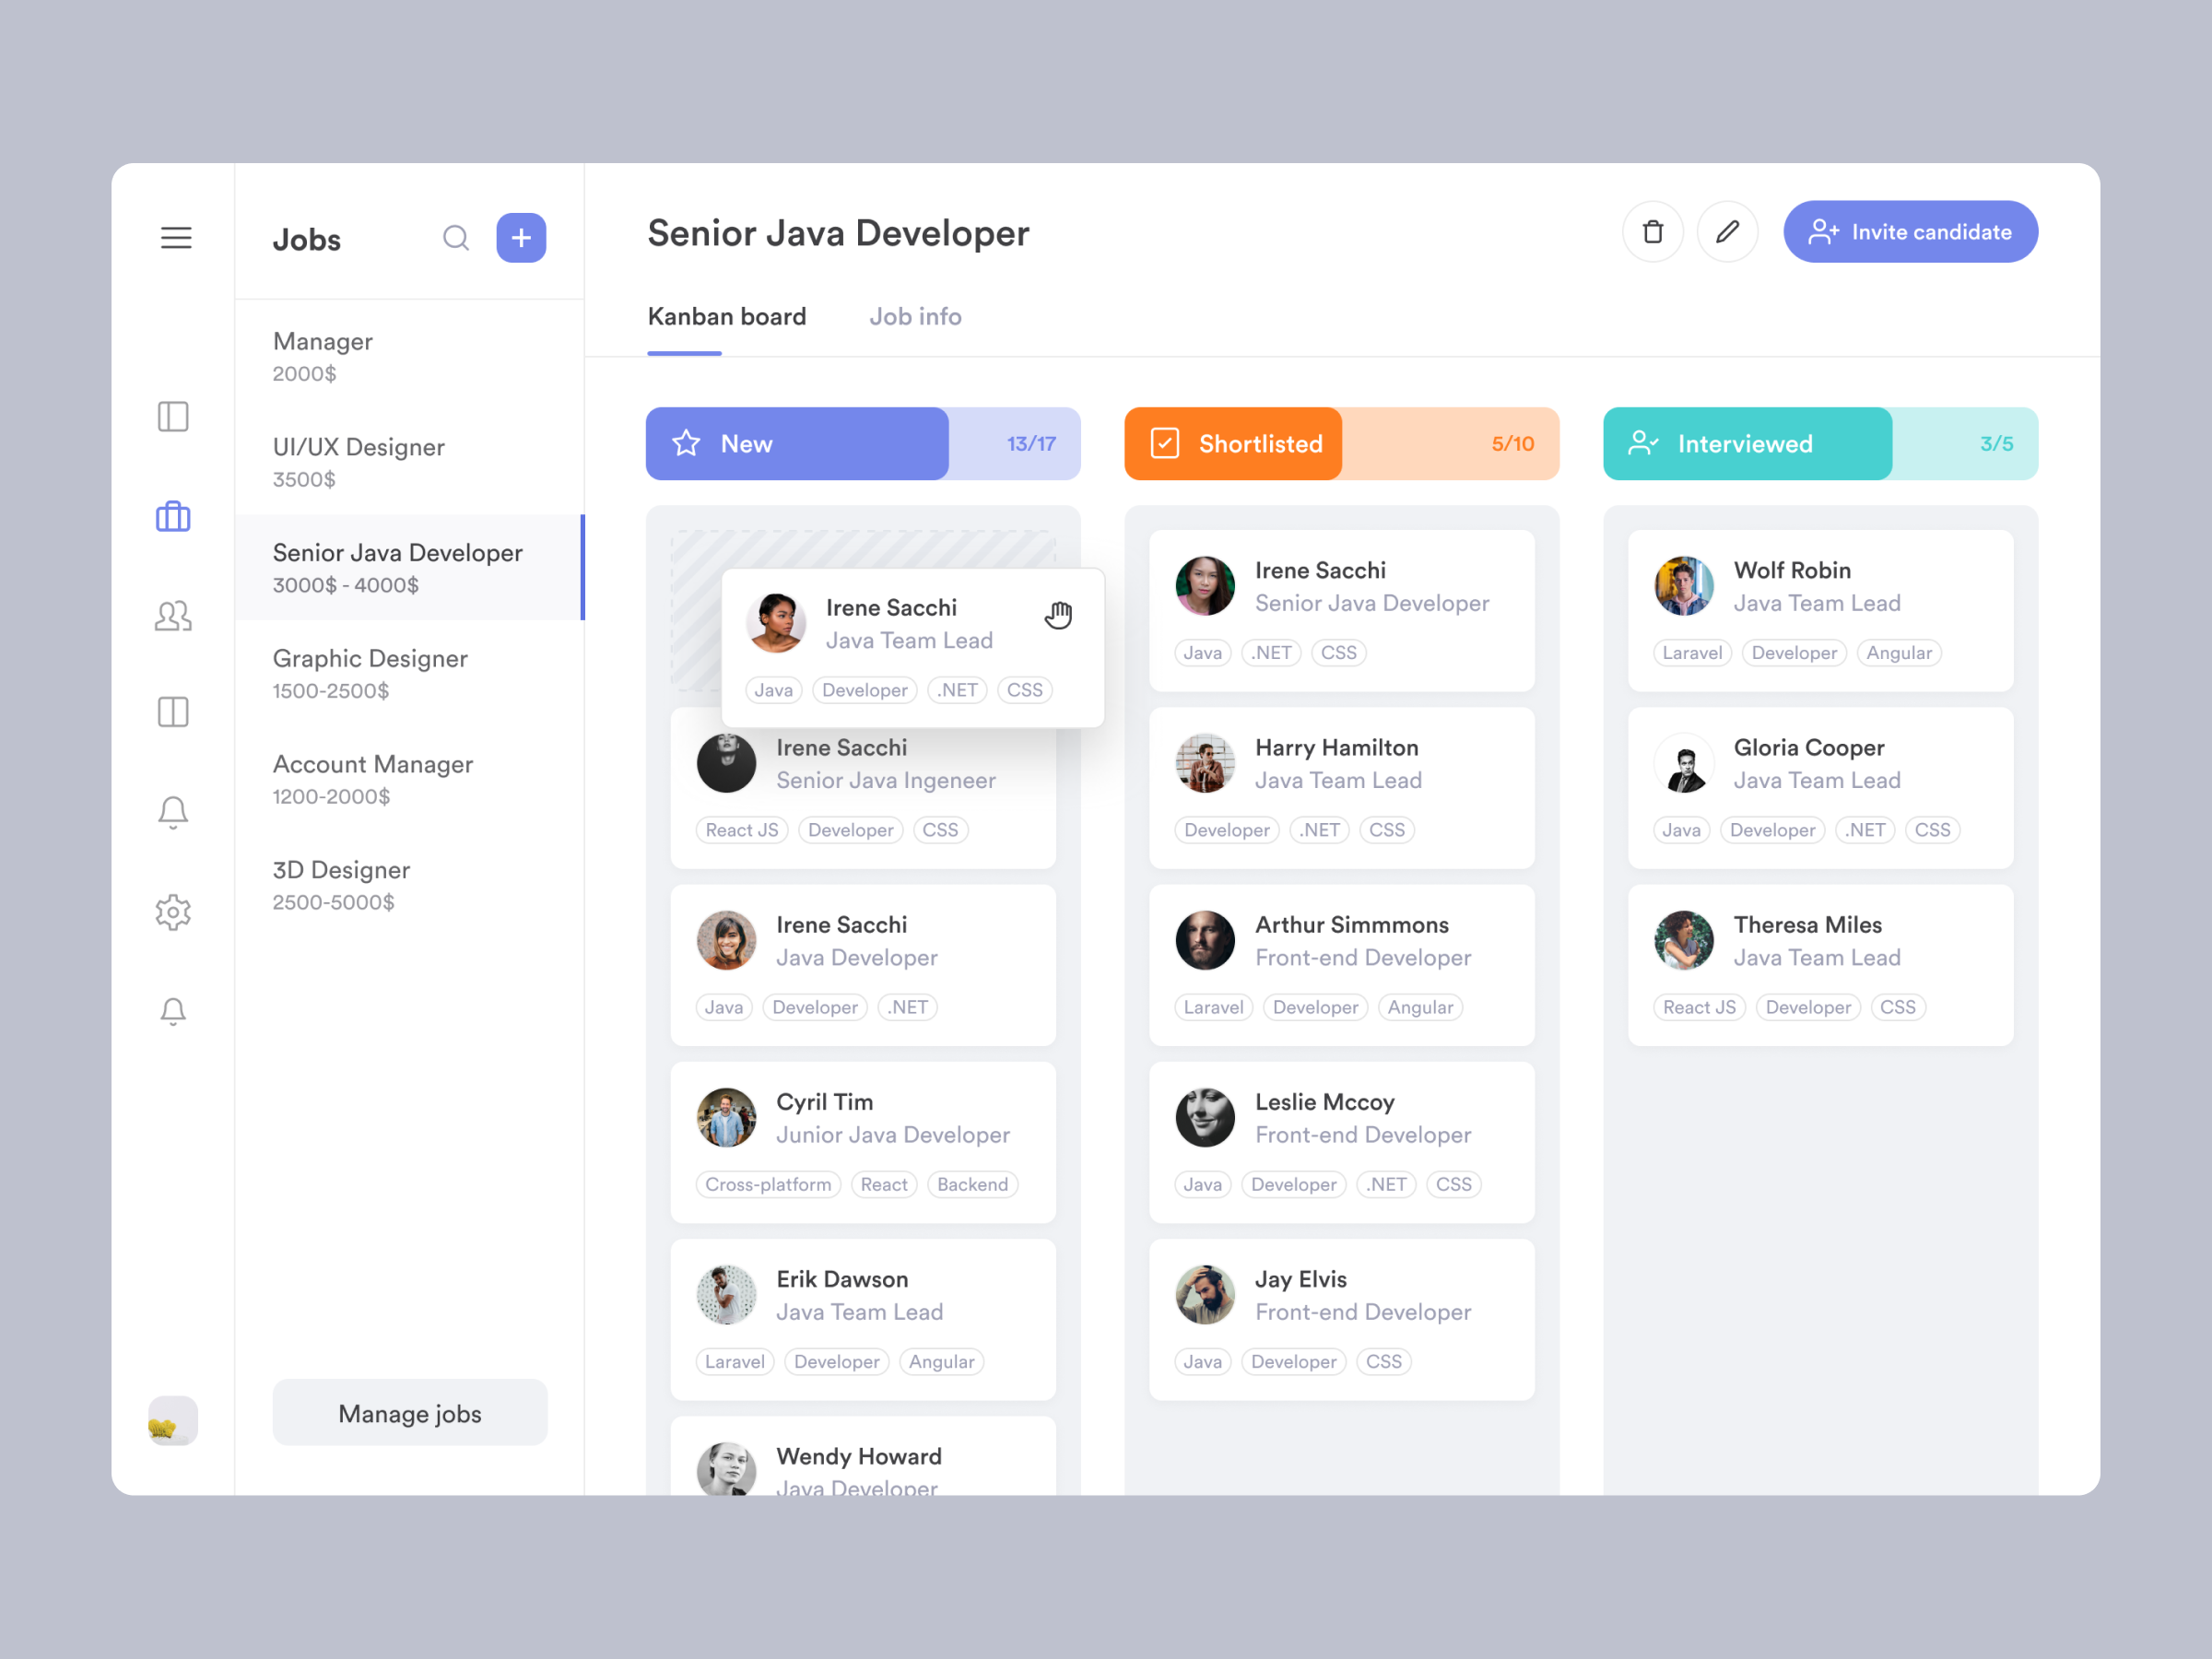 Jobs
Manager
2000$
UI/UX Designer
3500$
Senior Java Developer
3000$ - 4000$
Graphic Designer
1500-2500$
Account Manager
1200-2000$
3D Designer
2500-5000$
Manage jobs
Senior Java Developer
Invite candidate
Kanban board
Job info
New
13/17
Irene Sacchi
Java Team Lead
Java Developer .NET CSS
Irene Sacchi
Senior Java Ingeneer
React JS Developer CSS
Irene Sacchi
Java Developer
Java Developer .NET
Cyril Tim
Junior Java Developer
Cross-platform React Backend
Erik Dawson
Java Team Lead
Laravel Developer Angular
Wendy Howard
Java Developer
Shortlisted
5/10
Irene Sacchi
Senior Java Developer
Java .NET CSS
Harry Hamilton
Java Team Lead
Developer .NET CSS
Arthur Simmmons
Front-end Developer
Laravel Developer Angular
Leslie Mccoy
Front-end Developer
Java Developer .NET CSS
Jay Elvis
Front-end Developer
Java Developer CSS
Interviewed
3/5
Wolf Robin
Java Team Lead
Laravel Developer Angular
Gloria Cooper
Java Team Lead
Java Developer .NET CSS
Theresa Miles
Java Team Lead
React JS Developer CSS